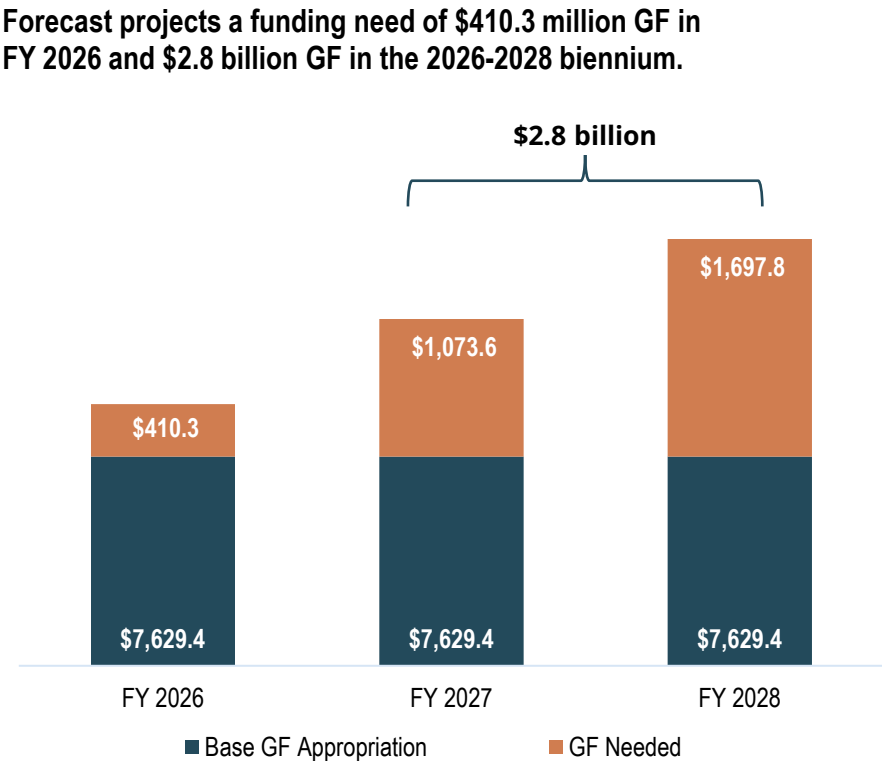 Forecast projects a funding need of $410.3 million GF in
FY 2026 and $2.8 billion GF in the 2026-2028 biennium.
$2.8 billion
$1,697.8
$1,073.6
$410.3
$7,629.4 $7,629.4 $7,629.4
FY 2026 FY 2027 FY 2028
Base GF Appropriation GF Needed